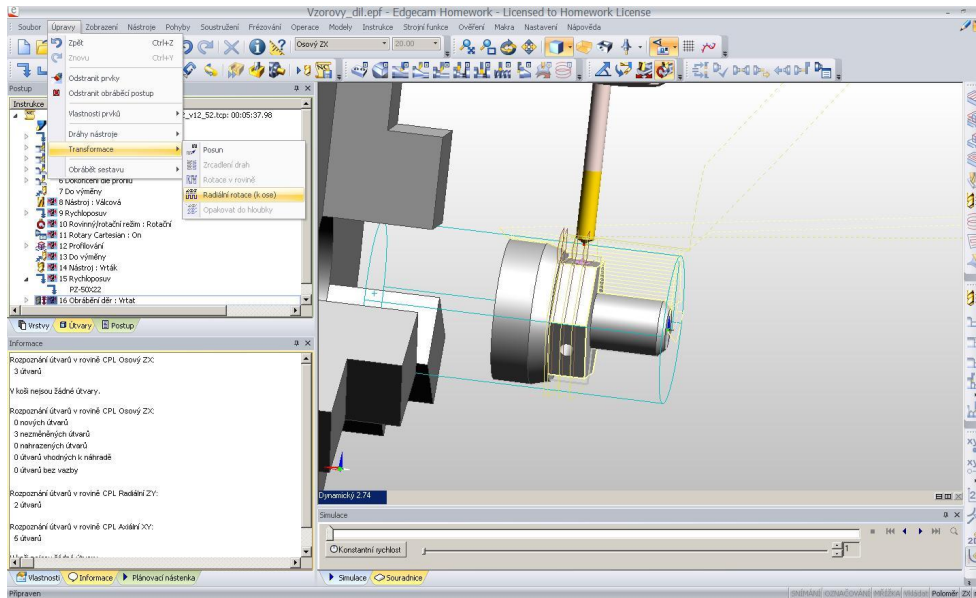 Vzorovy_dil.epf - Edgecam Homework - Licensed to Homework License
Soubor Úpravy Zobrazení Nástroje Pohyby Soustružení Frézování Operace Modely Instrukce Strojní funkce Ověření Makra Nastavení Nápověda
Zpět Ctrl+Z
Znovu Ctrl+Y
Odstranit prvky
Odstranit obráběcí postup
Vlastnosti prvků
Dráhy nástroje
Transformace
Obrábět sestavu
Posun
Zrcadlení drah
Rotace v rovině
Radiální rotace (k ose)
Opakovat do hloubky
Osový ZX 20.00
Postup
Instrukce
_v12_52.tcp: 00:05:37.98
6 Dokončení dle profilu
7 Do výměny
8 Nástroj : Válcová
9 Rychloposuv
10 Rovinný/rotační režim : Rotační
11 Rotary Cartesian : On
12 Profilování
13 Do výměny
14 Nástroj : Vrták
15 Rychloposuv
PZ-50X22
16 Obrábění děr : Vrtat
Vrstvy Útvary Postup
Informace
Rozpoznání útvarů v rovině CPL Osový ZX:
3 útvarů
V koši nejsou žádné útvary.
Rozpoznání útvarů v rovině CPL Osový ZX:
0 nových útvarů
3 nezměněných útvarů
0 nahrazených útvarů
0 útvarů vhodných k náhradě
0 útvarů bez vazby
Rozpoznání útvarů v rovině CPL Radiální ZY:
2 útvarů
Rozpoznání útvarů v rovině CPL Axiální XY:
6 útvarů
Vlastnosti Informace Plánovací nástenka
Dynamický 2.74
Simulace
Konstantní rychlost
1
Simulace Souradnice
Připraven
SNÍMÁNÍ OZNAČOVÁNÍ MŘÍŽKA Vkládat Poloměr ZX